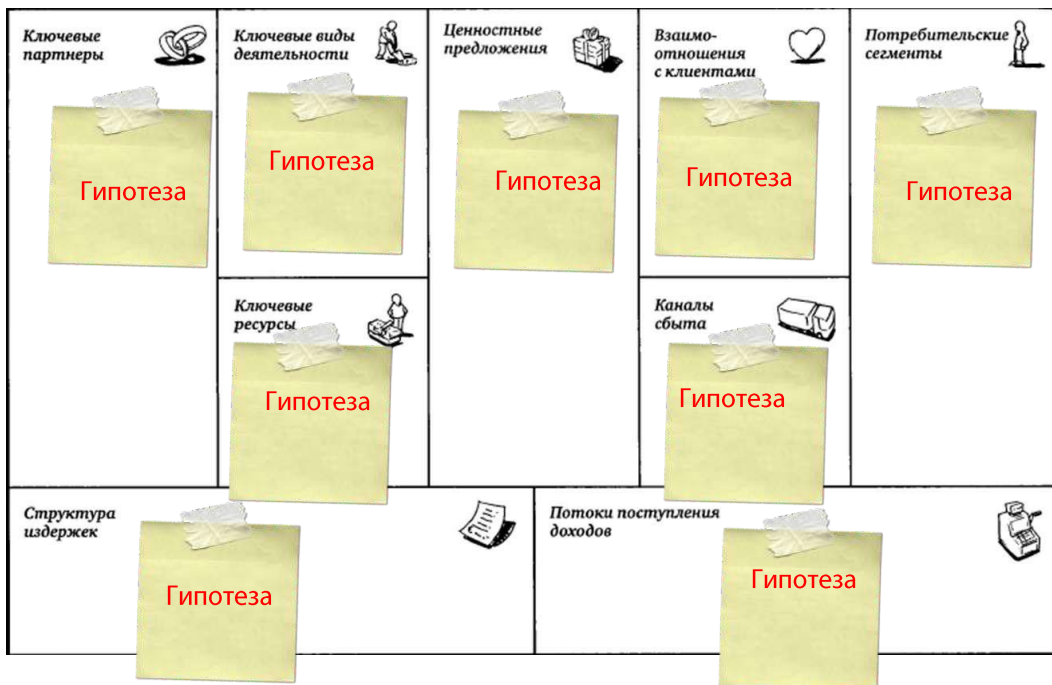 Ключевые
партнеры
Гипотеза
Ключевые виды
деятельности
Гипотеза
Ключевые
ресурсы
Гипотеза
Ценностные
предложения
Гипотеза
Взаимо-
отношения
с клиентами
Гипотеза
Каналы
сбыта
Гипотеза
Потребительские
сегменты
Гипотеза
Структура
издержек
Гипотеза
Потоки поступления
доходов
Гипотеза